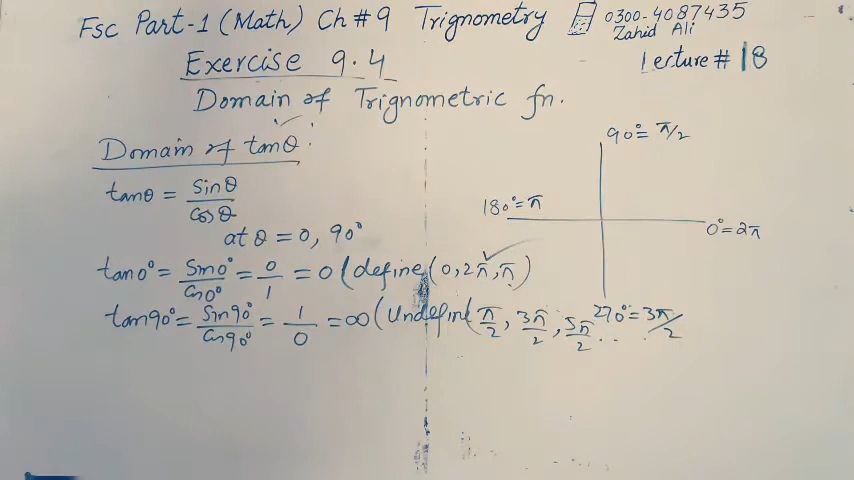 Fsc Part-1 (Math) Ch # 9 Trignometry 0300-4087435
Zahid Ali
Exercise 9.4
Lecture # 18
Domain of Trignometric fn.
Domain of tanθ:
90°= π/2
tanθ = Sinθ/Cosθ
180°= π
0°= 2π
at θ = 0, 90°
tan0° = Sin0°/Cos0° = 0/1 = 0 (define (0, 2π, π)
tan90° = Sin90°/Cos90° = 1/0 = ∞ (Undefine (π/2, 3π/2, 5π/2 ...
270°= 3π/2